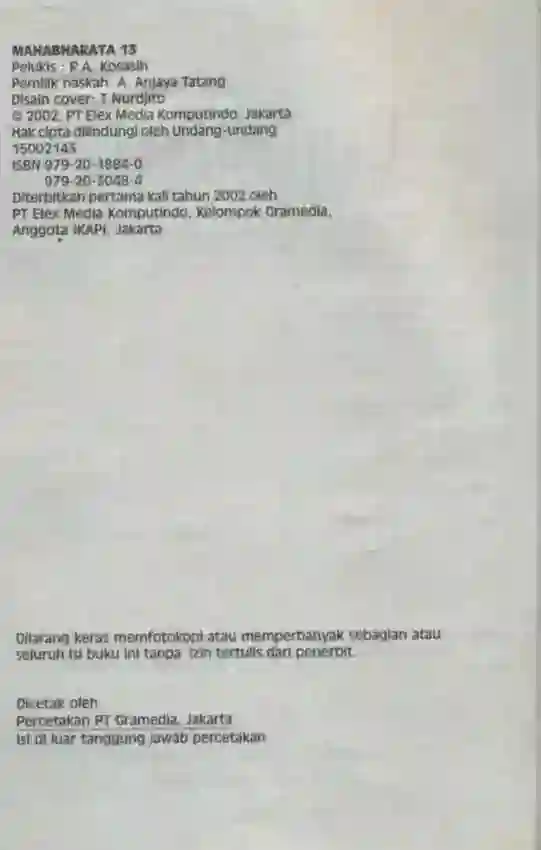 MAHABHARATA 13
Pelukis : R.A. Kosasih
Pemilik naskah : A. Anjaya Tatang
Disain cover: T. Nurdjito
© 2002, PT Elex Media Komputindo, Jakarta
Hak cipta dilindungi oleh Undang-undang
15002143
ISBN 979-20-3884-0
979-20-3048-4
Diterbitkan pertama kali tahun 2002 oleh
PT Elex Media Komputindo, Kelompok Gramedia,
Anggota IKAPI, Jakarta
Dilarang keras memfotokopi atau memperbanyak sebagian atau
seluruh isi buku ini tanpa izin tertulis dari penerbit.
Dicetak oleh
Percetakan PT Gramedia, Jakarta
Isi di luar tanggung jawab percetakan